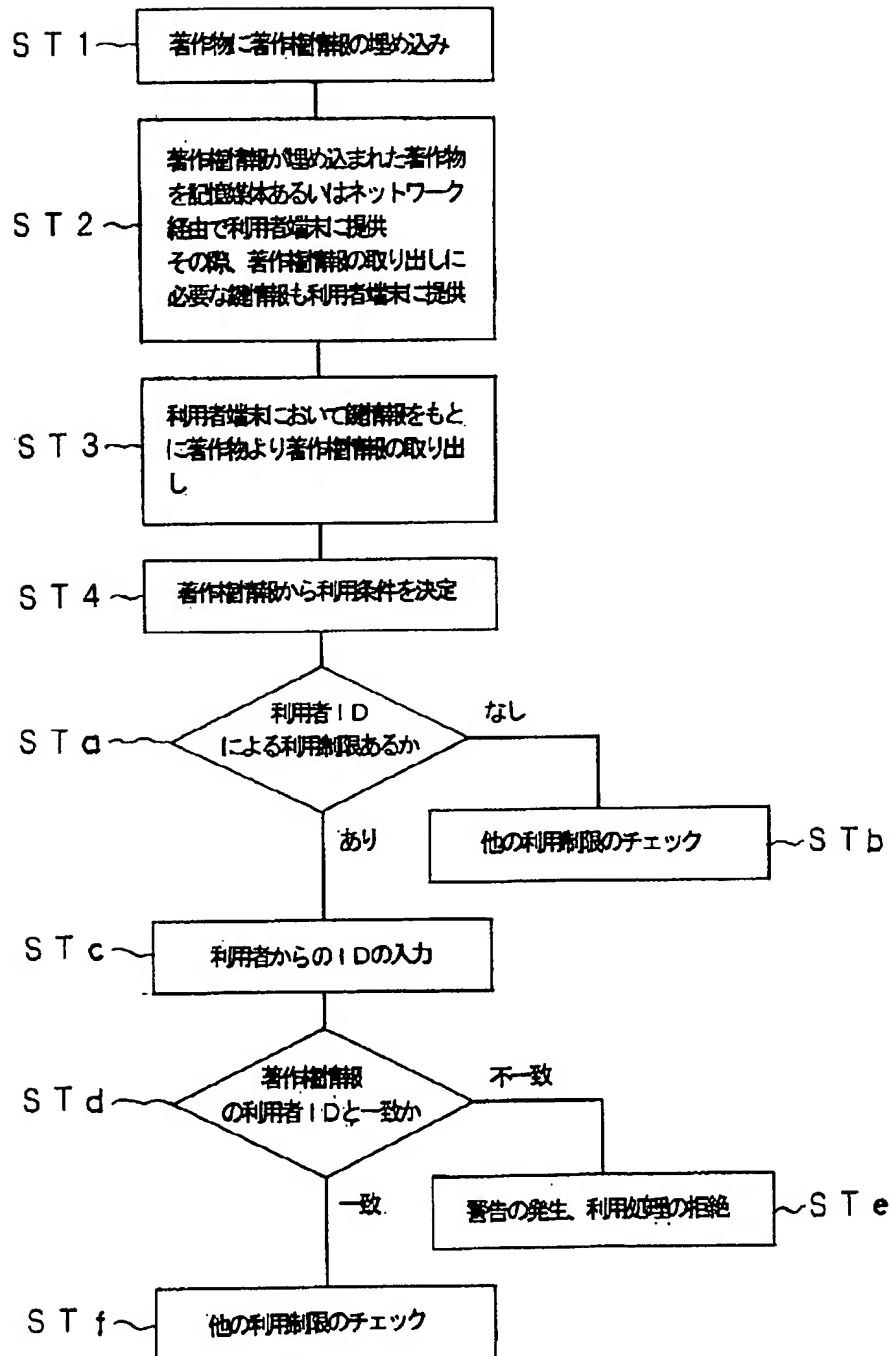 ST1
著作物に著作権情報の埋め込み
ST2
著作権情報が埋め込まれた著作物
を記憶媒体あるいはネットワーク
経由で利用者端末に提供
その際、著作権情報の取り出しに
必要な鍵情報も利用者端末に提供
ST3
利用者端末において鍵情報をもと
に著作物より著作権情報の取り出
し
ST4
著作権情報から利用条件を決定
STa
利用者ID
による利用制限あるか
なし
あり
他の利用制限のチェック
STb
STc
利用者からのIDの入力
STd
著作権情報
の利用者IDと一致か
不一致
一致
警告の発生、利用処理の拒絶
STe
STf
他の利用制限のチェック